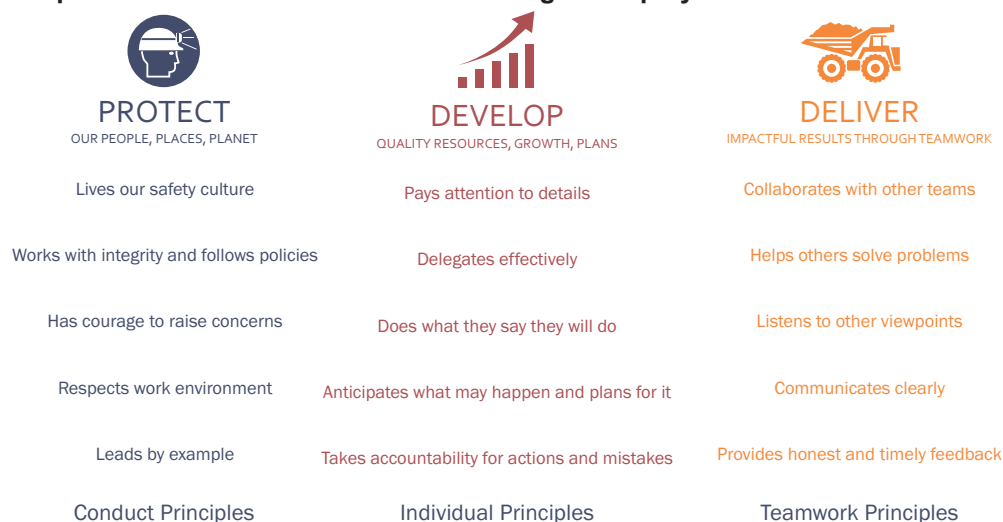 PROTECT
OUR PEOPLE, PLACES, PLANET
Lives our safety culture
Works with integrity and follows policies
Has courage to raise concerns
Respects work environment
Leads by example
Conduct Principles
DEVELOP
QUALITY RESOURCES, GROWTH, PLANS
Pays attention to details
Delegates effectively
Does what they say they will do
Anticipates what may happen and plans for it
Takes accountability for actions and mistakes
Individual Principles
DELIVER
IMPACTFUL RESULTS THROUGH TEAMWORK
Collaborates with other teams
Helps others solve problems
Listens to other viewpoints
Communicates clearly
Provides honest and timely feedback
Teamwork Principles